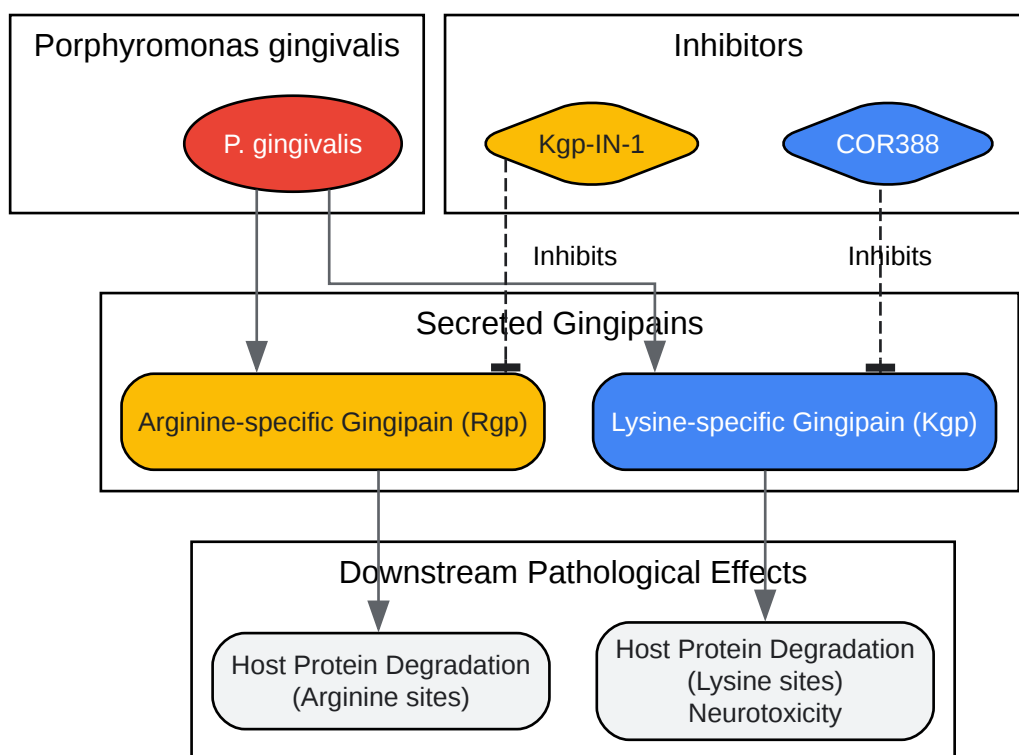 Porphyromonas gingivalis
Inhibitors
P. gingivalis
Kgp-IN-1
COR388
Inhibits
Inhibits
Secreted Gingipains
Arginine-specific Gingipain (Rgp)
Lysine-specific Gingipain (Kgp)
Downstream Pathological Effects
Host Protein Degradation
(Arginine sites)
Host Protein Degradation
(Lysine sites)
Neurotoxicity